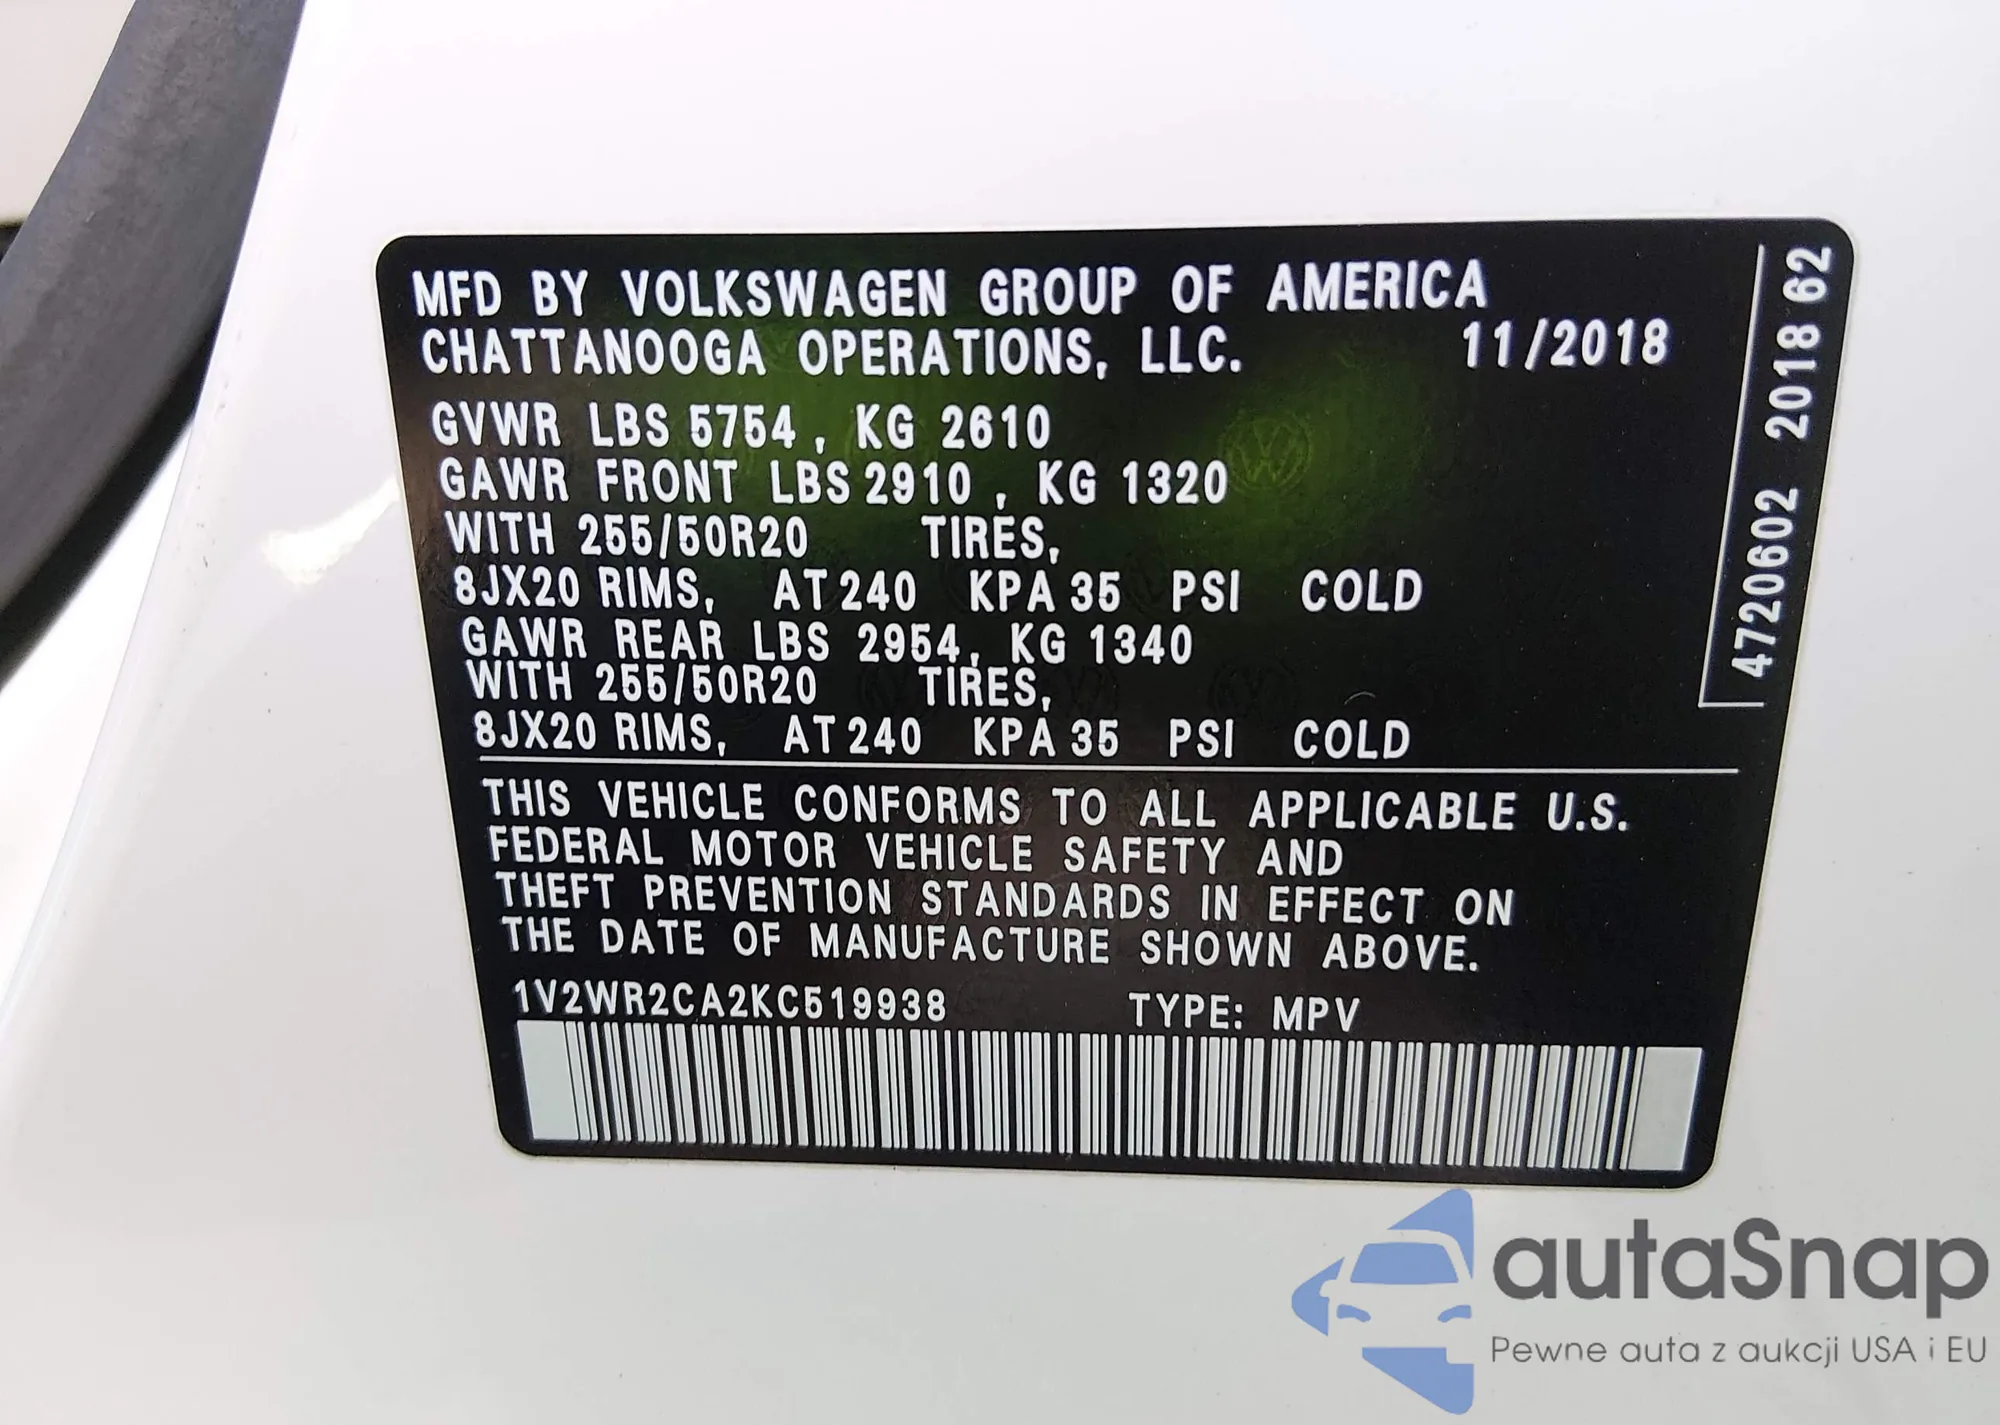 MFD BY VOLKSWAGEN GROUP OF AMERICA
CHATTANOOGA OPERATIONS, LLC. 11/2018
GVWR LBS 5754, KG 2610
GAWR FRONT LBS 2910, KG 1320
WITH 255/50R20 TIRES,
8JX20 RIMS, AT 240 KPA 35 PSI COLD
GAWR REAR LBS 2954, KG 1340
WITH 255/50R20 TIRES,
8JX20 RIMS, AT 240 KPA 35 PSI COLD
THIS VEHICLE CONFORMS TO ALL APPLICABLE U.S.
FEDERAL MOTOR VEHICLE SAFETY AND
THEFT PREVENTION STANDARDS IN EFFECT ON
THE DATE OF MANUFACTURE SHOWN ABOVE.
1V2WR2CA2KC519938 TYPE: MPV
4720602 2018 62
autaSnap
Pewne auta z aukcji USA i EU